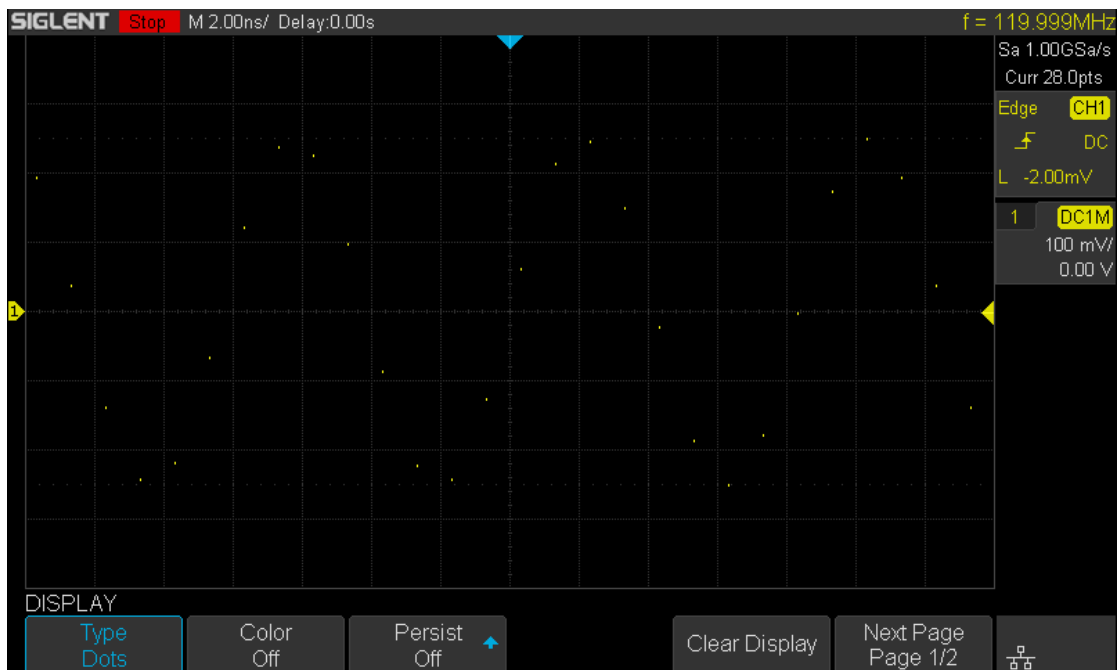 SIGLENT Stop M 2.00ns/ Delay:0.00s f = 119.999MHz
Sa 1.00GSa/s
Curr 28.0pts
Edge CH1
DC
L -2.00mV
1 DC1M
100 mV/
0.00 V
1
DISPLAY
Type
Dots
Color
Off
Persist
Off
Clear Display
Next Page
Page 1/2